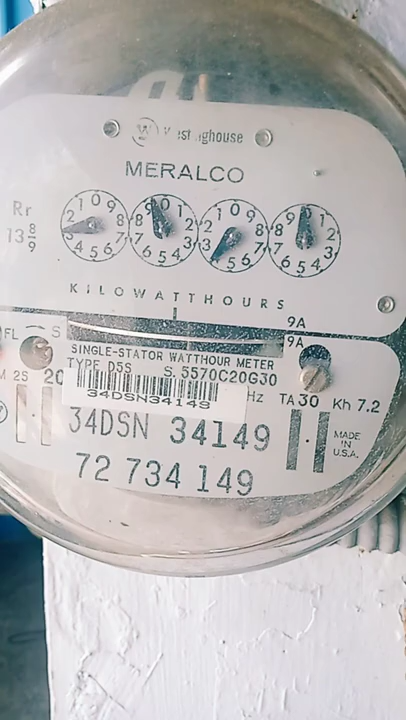 W Westinghouse
MERALCO
Rr
13 8/9
KILOWATTHOURS
9A
FL S
9A
SINGLE-STATOR WATTHOUR METER
TYPE D5S S. 5570C20G30
34DSN34149
Hz TA 30 Kh 7.2
34DSN 34149
MADE
IN
U.S.A.
72 734 149